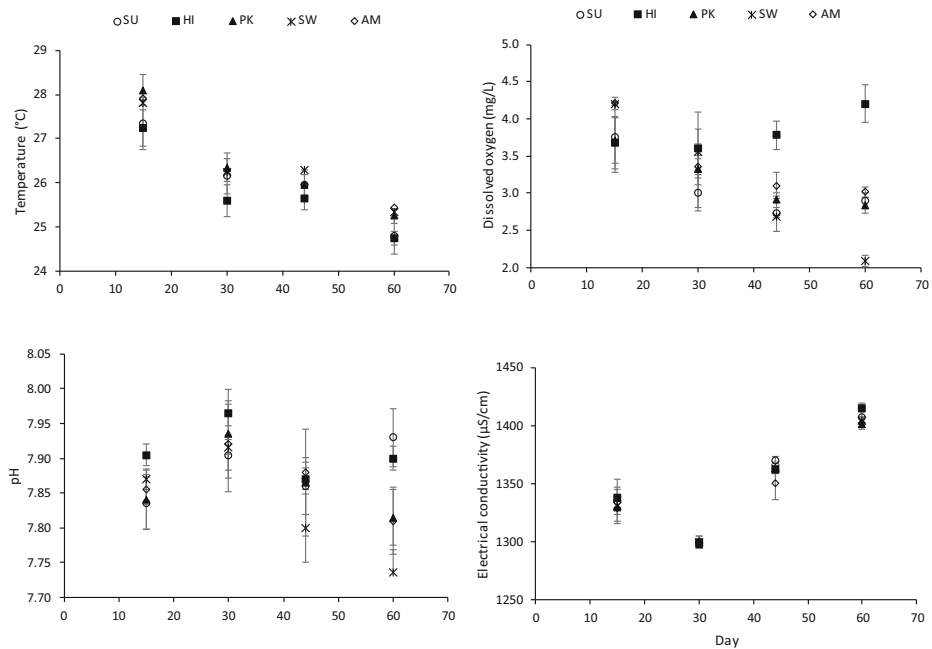 SU HI PK SW AM
29
28
27
26
25
24
Temperature (°C)
0 10 20 30 40 50 60 70
SU HI PK SW AM
5.0
4.5
4.0
3.5
3.0
2.5
2.0
Dissolved oxygen (mg/L)
0 10 20 30 40 50 60 70
8.05
8.00
7.95
7.90
7.85
7.80
7.75
7.70
pH
0 10 20 30 40 50 60 70
1450
1400
1350
1300
1250
Electrical conductivity (µS/cm)
0 10 20 30 40 50 60 70
Day